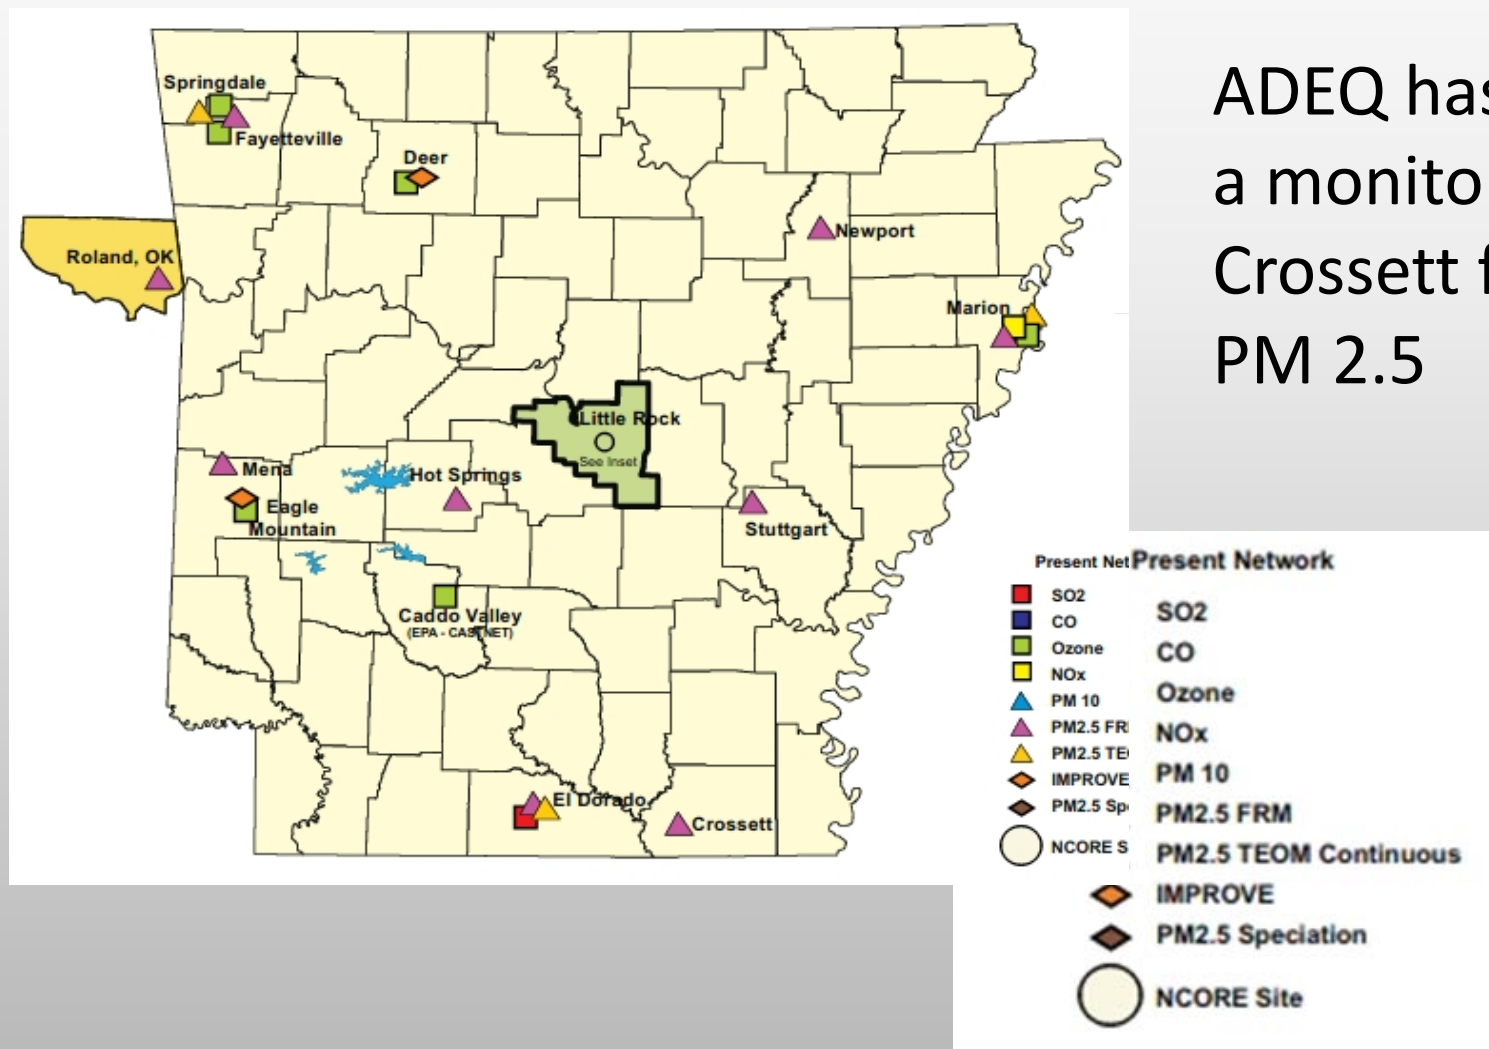 Springdale
Fayetteville
Deer
Roland, OK
Newport
Marion
Little Rock
See Inset
Mena
Hot Springs
Eagle
Mountain
Stuttgart
Caddo Valley
(EPA - CASTNET)
El Dorado
Crossett
ADEQ has
a monito
Crossett f
PM 2.5
Present Net
SO2
CO
Ozone
NOx
PM 10
PM2.5 FR
PM2.5 TE
IMPROVE
PM2.5 Sp
NCORE S
Present Network
SO2
CO
Ozone
NOx
PM 10
PM2.5 FRM
PM2.5 TEOM Continuous
IMPROVE
PM2.5 Speciation
NCORE Site